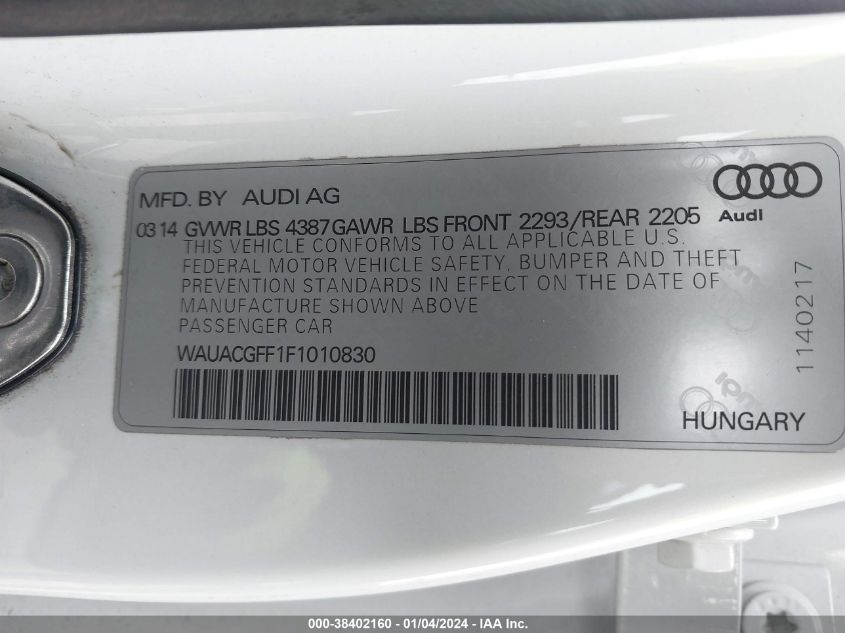 MFD. BY AUDI AG
Audi
03 14 GVWR LBS 4387 GAWR LBS FRONT 2293/REAR 2205
THIS VEHICLE CONFORMS TO ALL APPLICABLE U.S.
FEDERAL MOTOR VEHICLE SAFETY, BUMPER AND THEFT
PREVENTION STANDARDS IN EFFECT ON THE DATE OF
MANUFACTURE SHOWN ABOVE
PASSENGER CAR
WAUACGFF1F1010830
1140217
HUNGARY
000-38402160 - 01/04/2024 - IAA Inc.